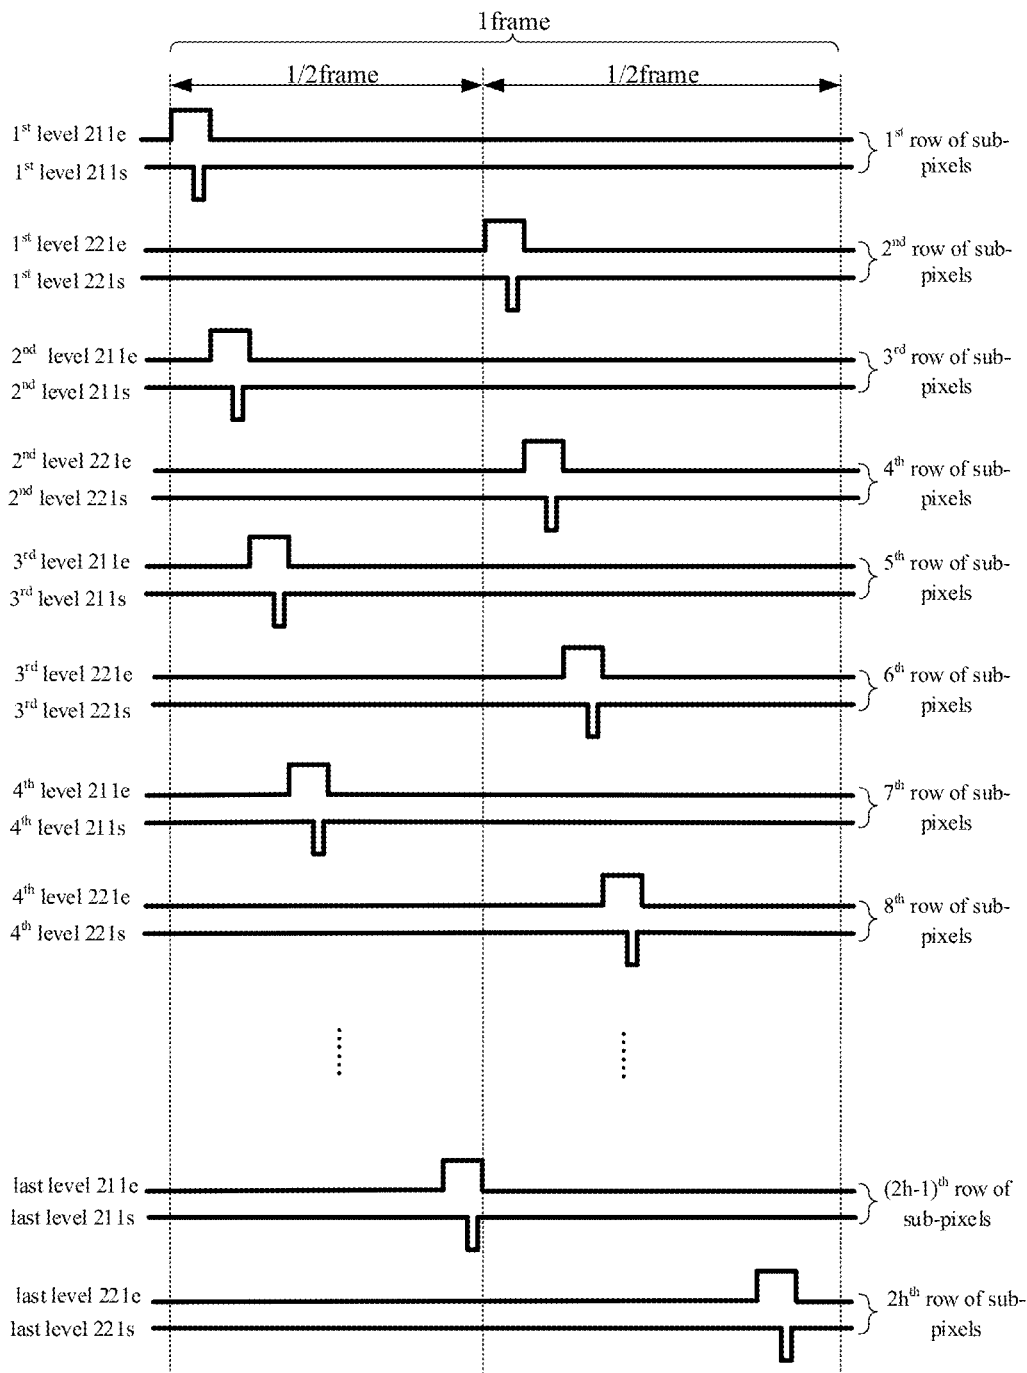 1frame
1/2frame 1/2frame
1st level 211e
1st level 211s
1st row of sub-
pixels
1st level 221e
1st level 221s
2nd row of sub-
pixels
2nd level 211e
2nd level 211s
3rd row of sub-
pixels
2nd level 221e
2nd level 221s
4th row of sub-
pixels
3rd level 211e
3rd level 211s
5th row of sub-
pixels
3rd level 221e
3rd level 221s
6th row of sub-
pixels
4th level 211e
4th level 211s
7th row of sub-
pixels
4th level 221e
4th level 221s
8th row of sub-
pixels
last level 211e
last level 211s
(2h-1)th row of
sub-pixels
last level 221e
last level 221s
2hth row of sub-
pixels